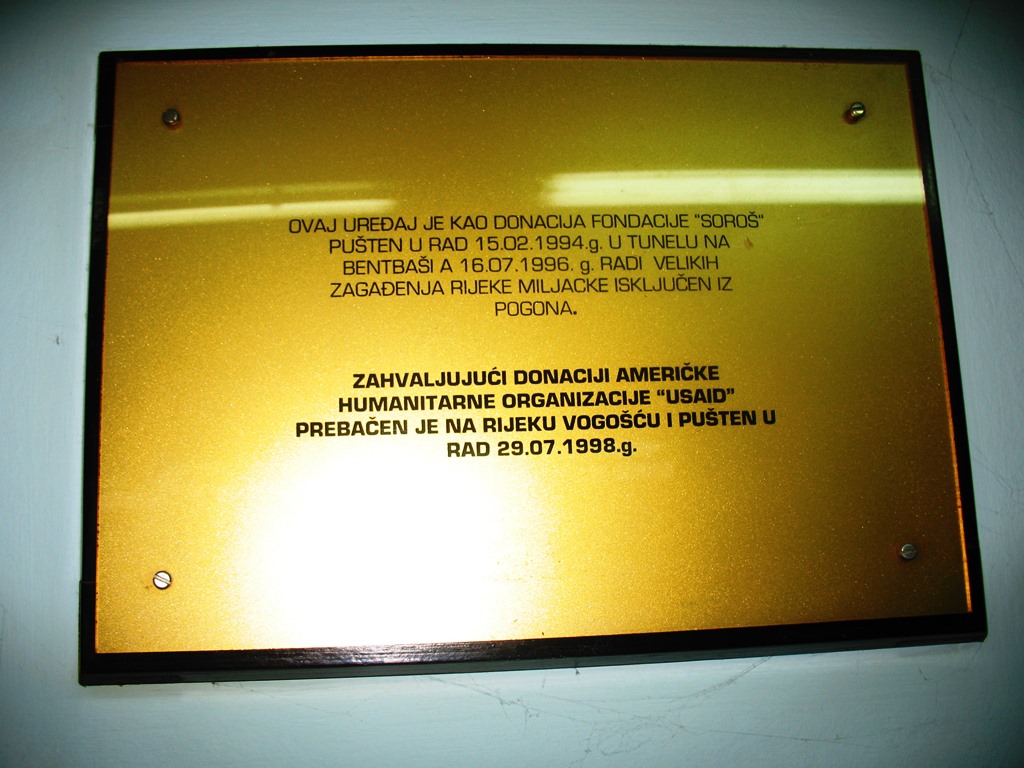 OVAJ UREĐAJ JE KAO DONACIJA FONDACIJE "SOROŠ"
PUŠTEN U RAD 15.02.1994.g. U TUNELU NA
BENTBAŠI A 16.07.1996. g. RADI VELIKIH
ZAGAĐENJA RIJEKE MILJACKE ISKLJUČEN IZ
POGONA.
ZAHVALJUJUĆI DONACIJI AMERIČKE
HUMANITARNE ORGANIZACIJE "USAID"
PREBAČEN JE NA RIJEKU VOGOŠĆU I PUŠTEN U
RAD 29.07.1998.g.